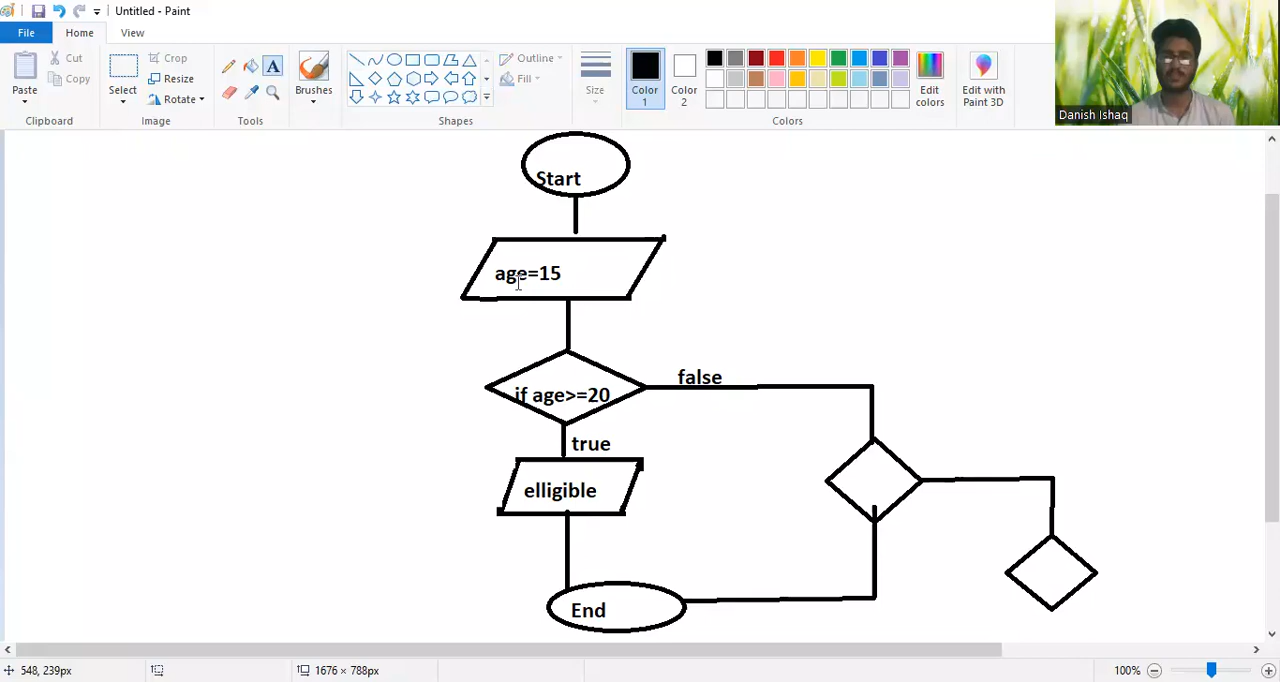 Untitled - Paint
File
Home
View
Paste
Cut
Copy
Clipboard
Select
Crop
Resize
Rotate
Image
A
Tools
Brushes
Outline
Fill
Shapes
Size
Color
1
Color
2
Edit
colors
Colors
Edit with
Paint 3D
Danish Ishaq
Start
age=15
if age>=20
false
true
elligible
End
548, 239px
1676 × 788px
100%